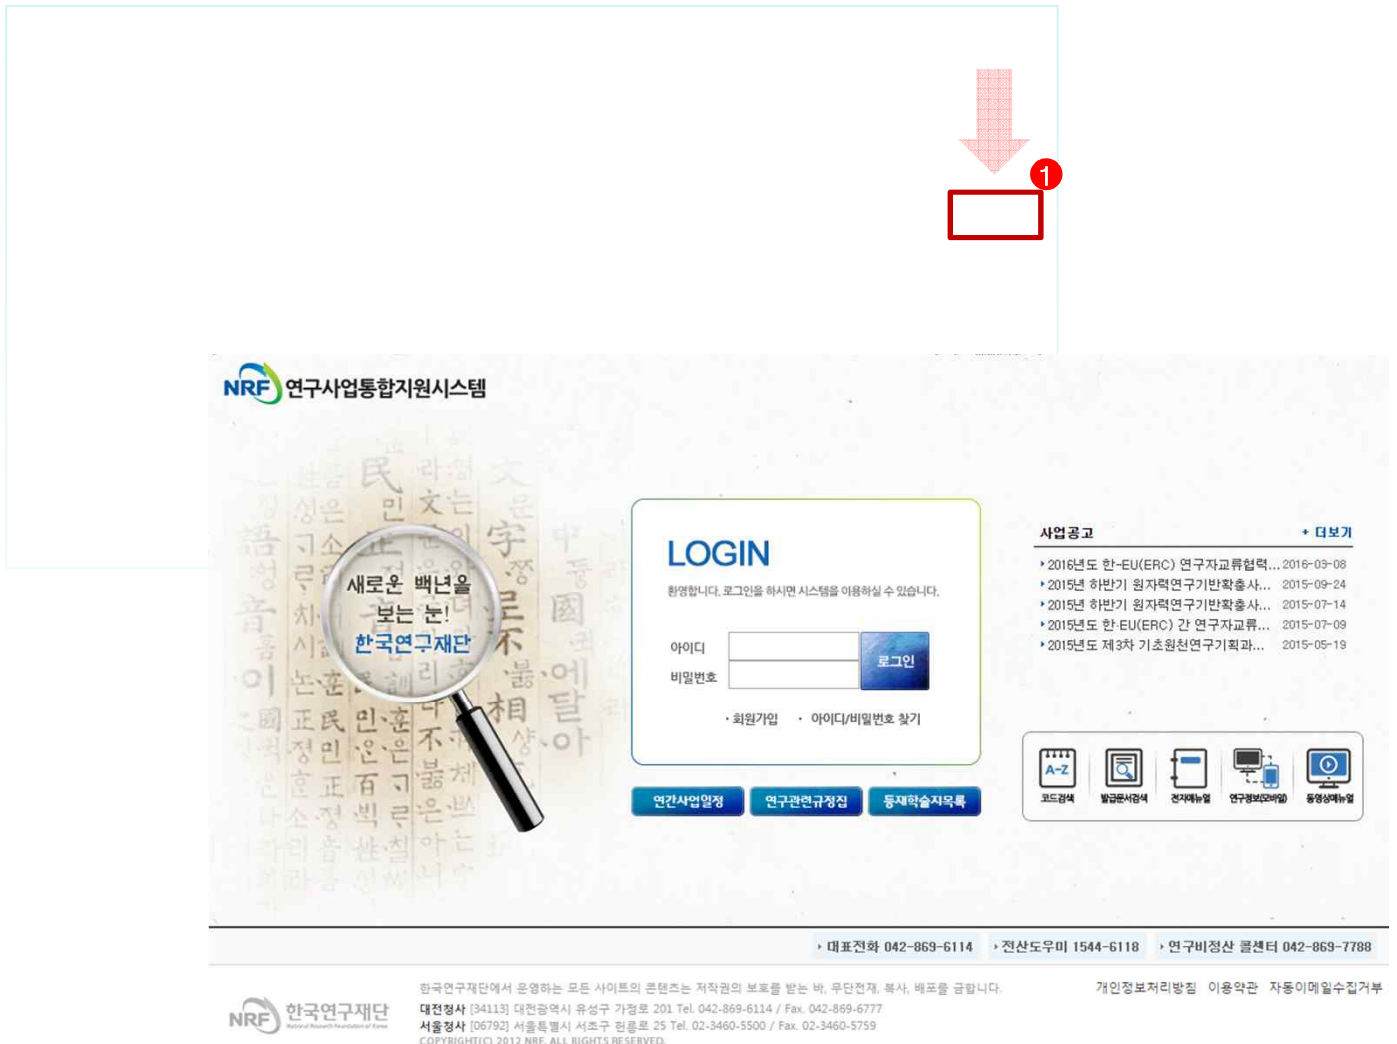 1
NRF 연구사업통합지원시스템
새로운 백년을
보는 눈!
한국연구재단
LOGIN
환영합니다. 로그인을 하시면 시스템을 이용하실 수 있습니다.
아이디
비밀번호
로그인
· 회원가입 · 아이디/비밀번호 찾기
연간사업일정 연구관련규정집 등재학술지목록
사업공고 + 더보기
2016년도 한-EU(ERC) 연구자교류협력... 2016-03-08
2015년 하반기 원자력연구기반확충사... 2015-09-24
2015년 하반기 원자력연구기반확충사... 2015-07-14
2015년도 한-EU(ERC) 간 연구자교류... 2015-07-09
2015년도 제3차 기초원천연구기획과... 2015-05-19
A-Z
코드검색 발급문서검색 전자메뉴얼 연구정보(모바일) 동영상메뉴얼
대표전화 042-869-6114 전산도우미 1544-6118 연구비정산 콜센터 042-869-7788
한국연구재단에서 운영하는 모든 사이트의 콘텐츠는 저작권의 보호를 받는 바, 무단전재, 복사, 배포를 금합니다.
개인정보처리방침 이용약관 자동이메일수집거부
NRF 한국연구재단
National Research Foundation of Korea
대전청사 [34113] 대전광역시 유성구 가정로 201 Tel. 042-869-6114 / Fax. 042-869-6777
서울청사 [06792] 서울특별시 서초구 헌릉로 25 Tel. 02-3460-5500 / Fax. 02-3460-5759
COPYRIGHT(C) 2012 NRF. ALL RIGHTS RESERVED.